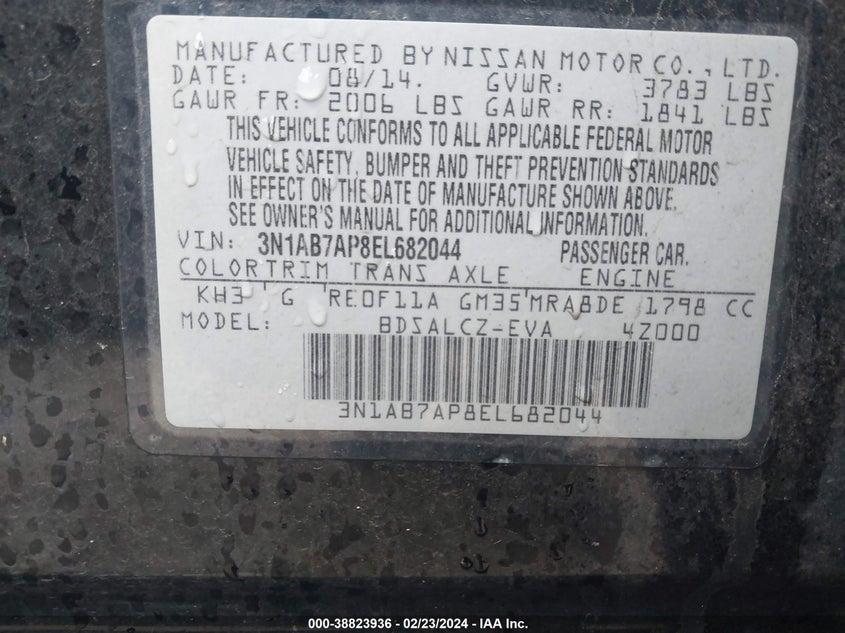 MANUFACTURED BY NISSAN MOTOR CO., LTD.
DATE: 08/14. GVWR: 3783 LBS
GAWR FR: 2006 LBS GAWR RR: 1841 LBS
THIS VEHICLE CONFORMS TO ALL APPLICABLE FEDERAL MOTOR
VEHICLE SAFETY, BUMPER AND THEFT PREVENTION STANDARDS
IN EFFECT ON THE DATE OF MANUFACTURE SHOWN ABOVE.
SEE OWNER'S MANUAL FOR ADDITIONAL INFORMATION.
VIN: 3N1AB7AP8EL682044 PASSENGER CAR.
COLORTRIM TRANS AXLE ENGINE
KH3 G RE0F11A GM35 MRA8DE 1798 CC
MODEL: BDSALCZ-EVA 4Z000
3N1AB7AP8EL682044
000-38823936 - 02/23/2024 - IAA Inc.